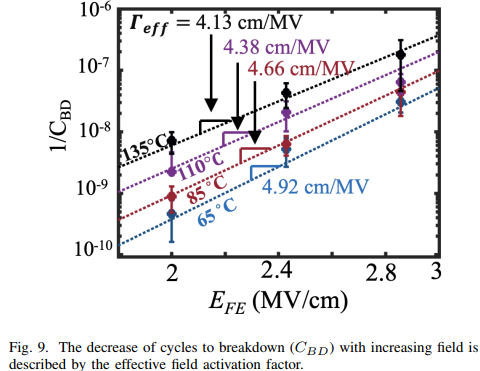 10-6
10-7
10-8
10-9
10-10
1/CBD
Γeff = 4.13 cm/MV
4.38 cm/MV
4.66 cm/MV
4.92 cm/MV
135°C
110°C
85°C
65°C
2
2.4
2.8
3
EFE (MV/cm)
Fig. 9. The decrease of cycles to breakdown (CBD) with increasing field is
described by the effective field activation factor.